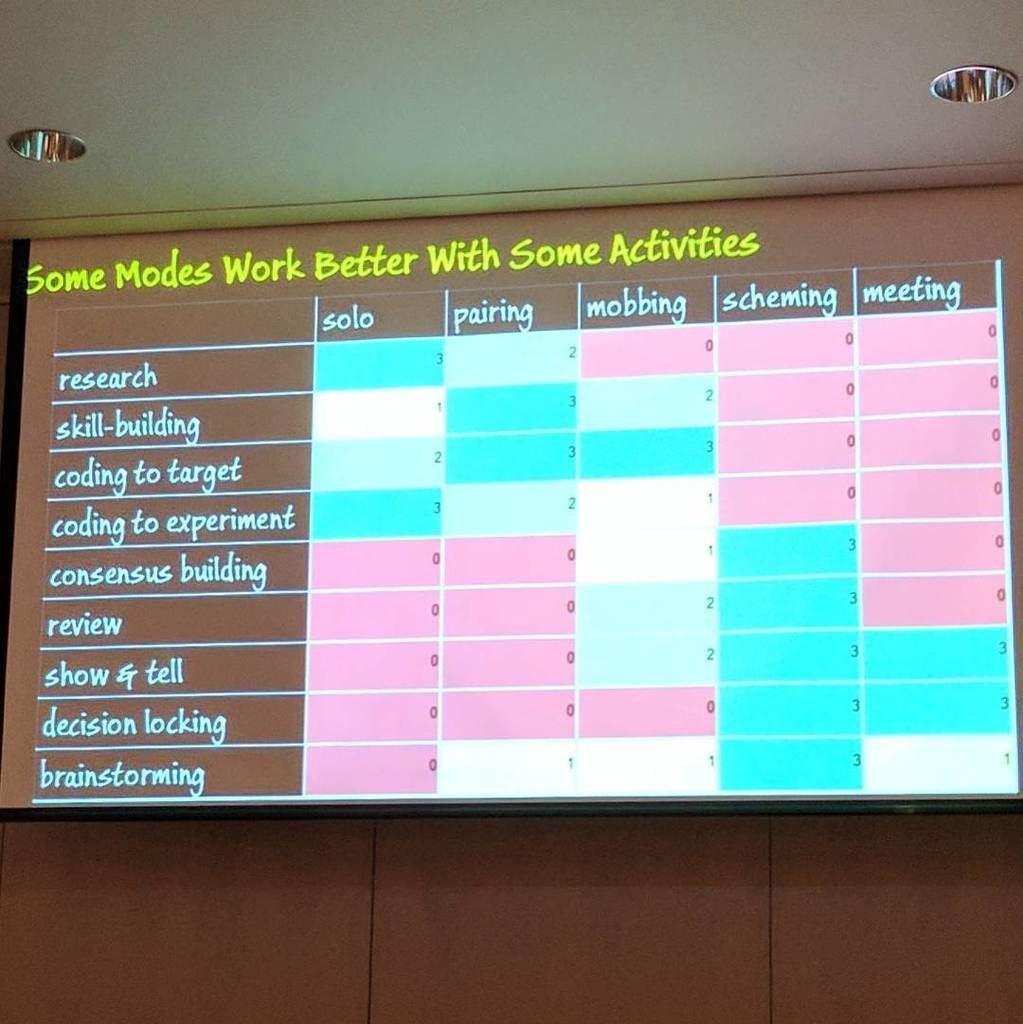 Some Modes Work Better With Some Activities
solo pairing mobbing scheming meeting
research 3 2 0 0 0
skill-building 1 3 2 0 0
coding to target 2 3 3 0 0
coding to experiment 3 2 1 0 0
consensus building 0 0 1 3 0
review 0 0 2 3 0
show & tell 0 0 2 3 3
decision locking 0 0 0 3 3
brainstorming 0 1 1 3 1